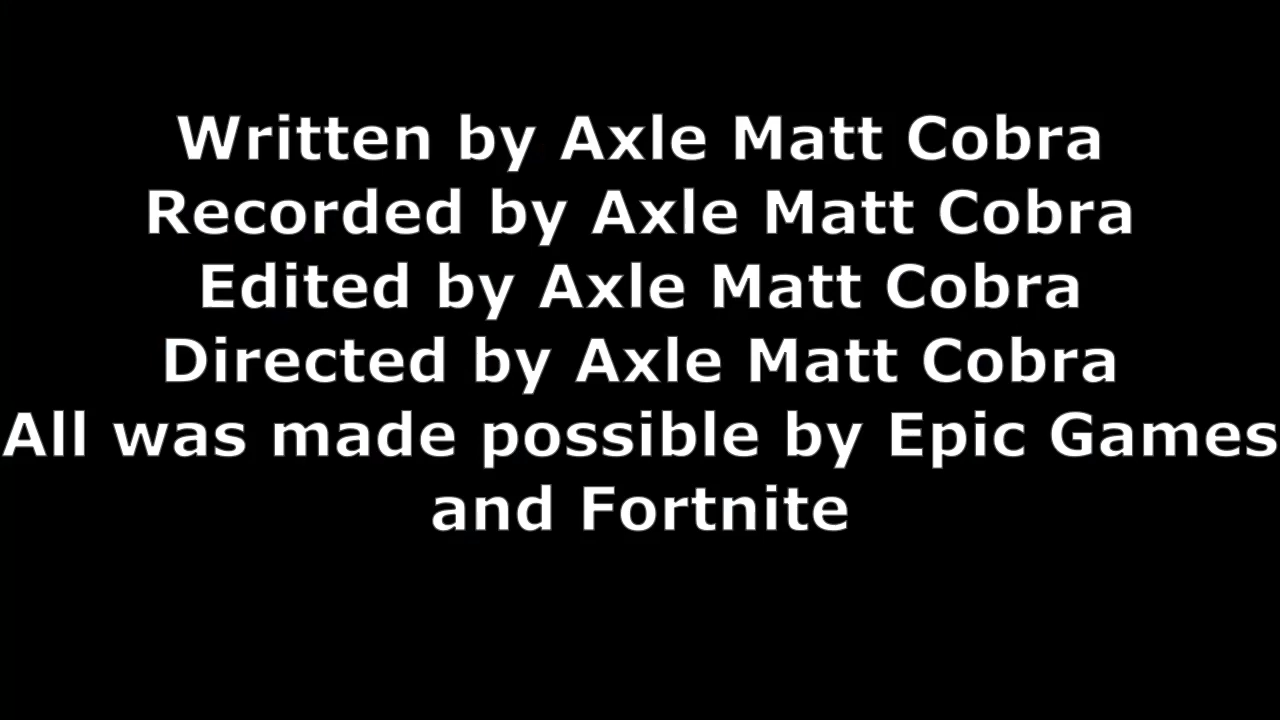 Written by Axle Matt Cobra
Recorded by Axle Matt Cobra
Edited by Axle Matt Cobra
Directed by Axle Matt Cobra
All was made possible by Epic Games
and Fortnite